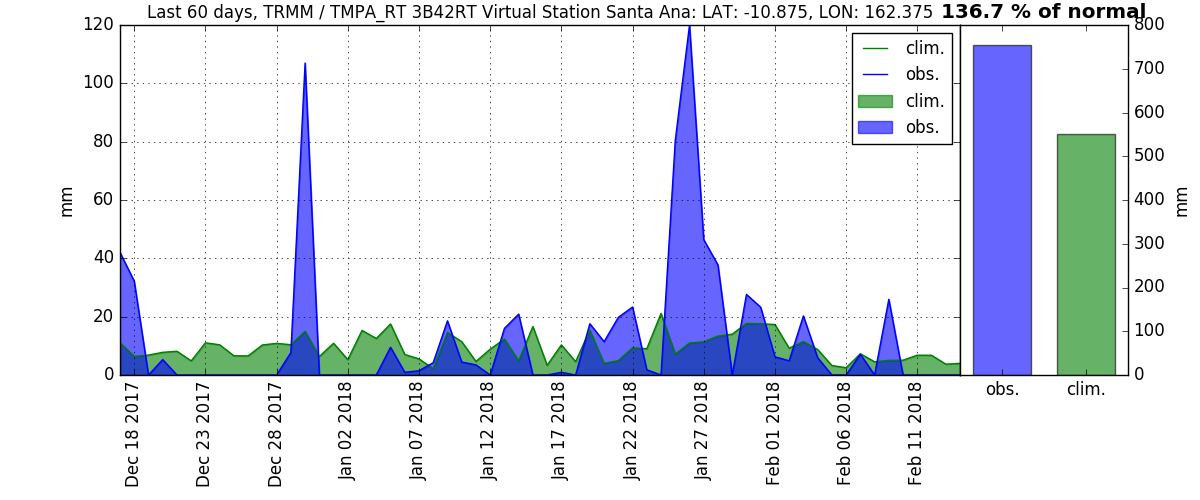 Last 60 days, TRMM / TMPA_RT 3B42RT Virtual Station Santa Ana: LAT: -10.875, LON: 162.375 136.7 % of normal
120
100
80
60
40
20
0
mm
clim.
obs.
clim.
obs.
800
700
600
500
400
300
200
100
0
mm
Dec 18 2017
Dec 23 2017
Dec 28 2017
Jan 02 2018
Jan 07 2018
Jan 12 2018
Jan 17 2018
Jan 22 2018
Jan 27 2018
Feb 01 2018
Feb 06 2018
Feb 11 2018
obs.
clim.